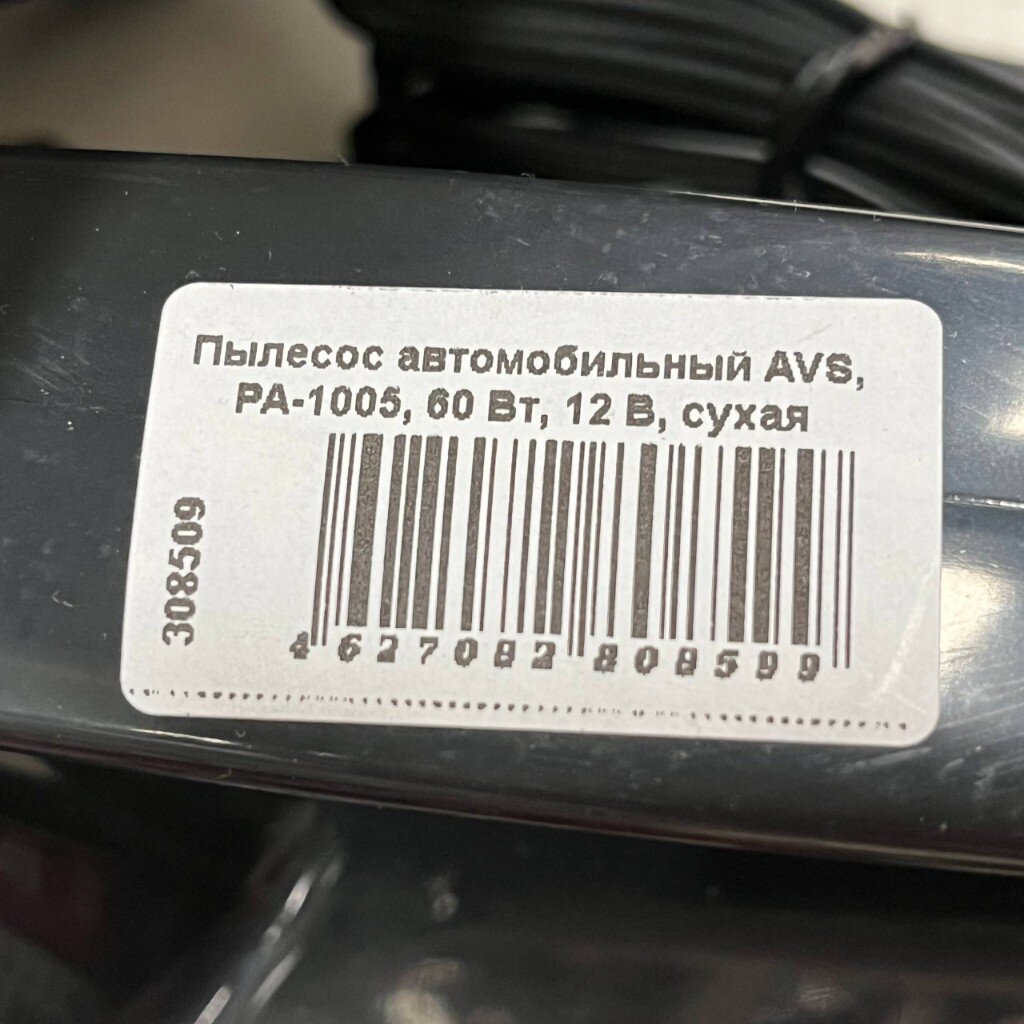 Пылесос автомобильный AVS,
PA-1005, 60 Вт, 12 В, сухая
308509
4 627082 808599